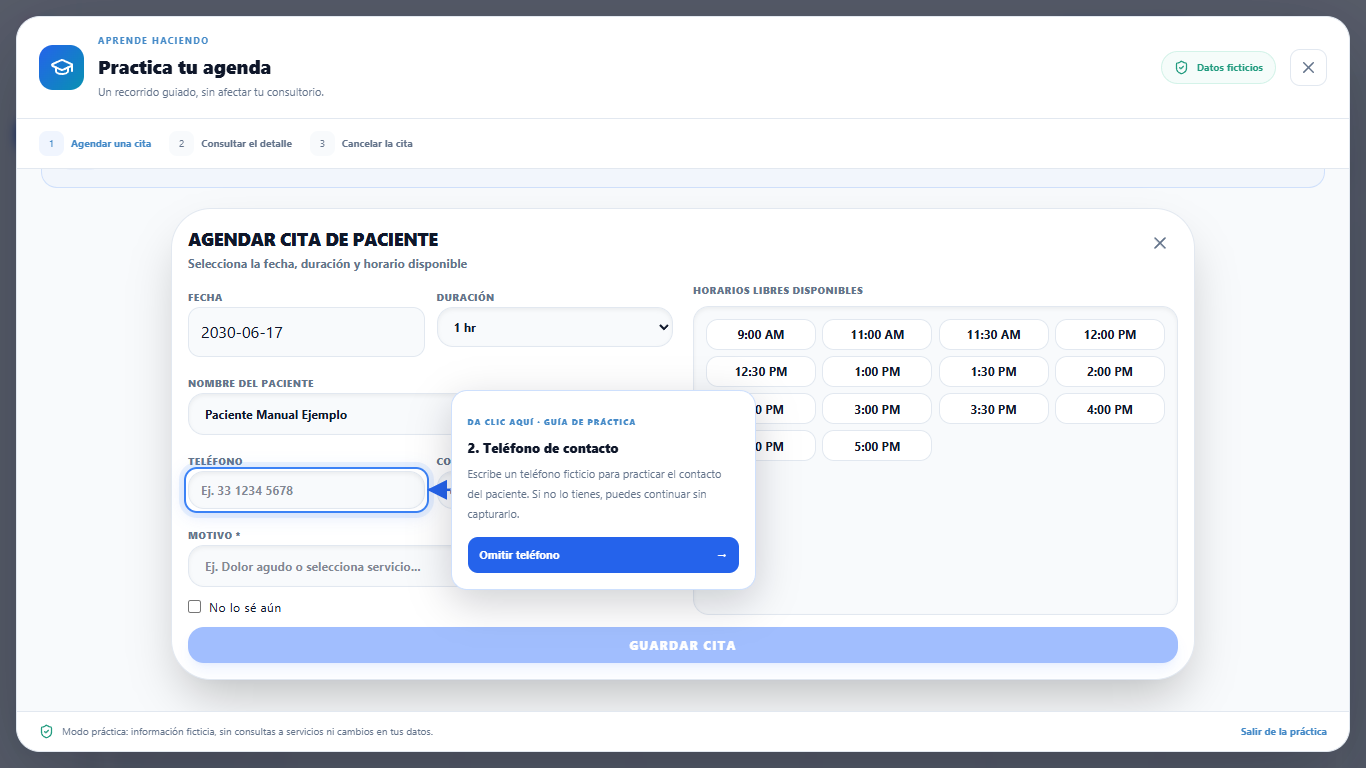 APRENDE HACIENDO
Practica tu agenda
Un recorrido guiado, sin afectar tu consultorio.
Datos ficticios
1 Agendar una cita
2 Consultar el detalle
3 Cancelar la cita
AGENDAR CITA DE PACIENTE
Selecciona la fecha, duración y horario disponible
FECHA
2030-06-17
DURACIÓN
1 hr
NOMBRE DEL PACIENTE
Paciente Manual Ejemplo
TELÉFONO
Ej. 33 1234 5678
MOTIVO *
Ej. Dolor agudo o selecciona servicio...
No lo sé aún
HORARIOS LIBRES DISPONIBLES
9:00 AM 11:00 AM 11:30 AM 12:00 PM
12:30 PM 1:00 PM 1:30 PM 2:00 PM
PM 3:00 PM 3:30 PM 4:00 PM
PM 5:00 PM
DA CLIC AQUÍ · GUÍA DE PRÁCTICA
2. Teléfono de contacto
Escribe un teléfono ficticio para practicar el contacto
del paciente. Si no lo tienes, puedes continuar sin
capturarlo.
Omitir teléfono →
GUARDAR CITA
Modo práctica: información ficticia, sin consultas a servicios ni cambios en tus datos.
Salir de la práctica